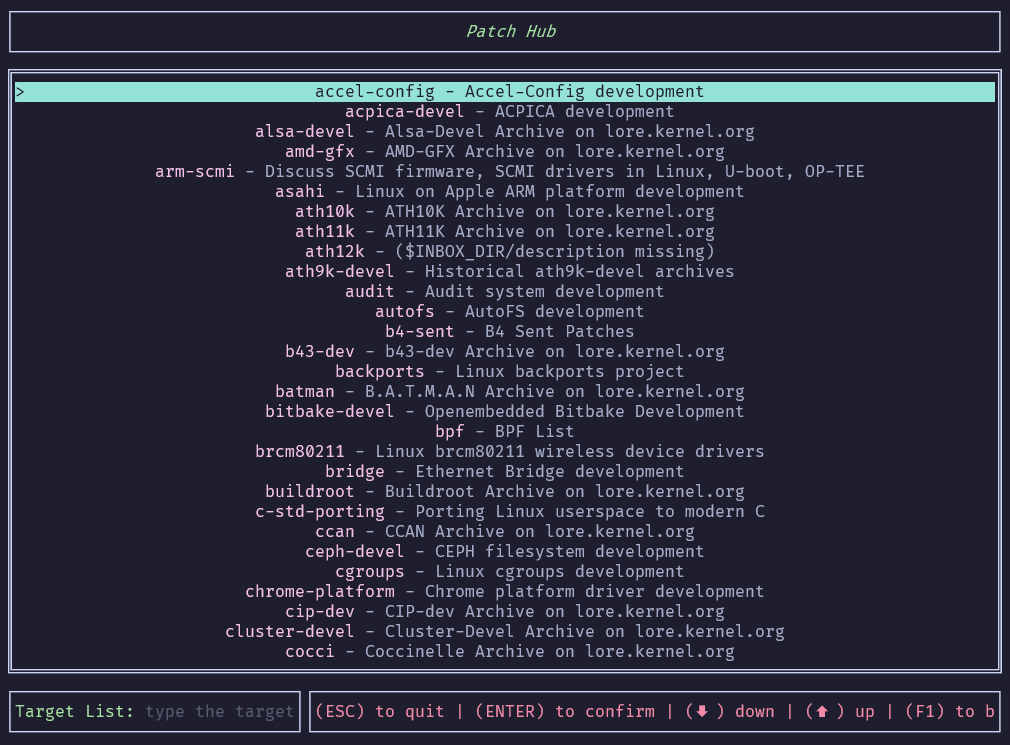 Patch Hub
> accel-config - Accel-Config development
acpica-devel - ACPICA development
alsa-devel - Alsa-Devel Archive on lore.kernel.org
amd-gfx - AMD-GFX Archive on lore.kernel.org
arm-scmi - Discuss SCMI firmware, SCMI drivers in Linux, U-boot, OP-TEE
asahi - Linux on Apple ARM platform development
ath10k - ATH10K Archive on lore.kernel.org
ath11k - ATH11K Archive on lore.kernel.org
ath12k - ($INBOX_DIR/description missing)
ath9k-devel - Historical ath9k-devel archives
audit - Audit system development
autofs - AutoFS development
b4-sent - B4 Sent Patches
b43-dev - b43-dev Archive on lore.kernel.org
backports - Linux backports project
batman - B.A.T.M.A.N Archive on lore.kernel.org
bitbake-devel - Openembedded Bitbake Development
bpf - BPF List
brcm80211 - Linux brcm80211 wireless device drivers
bridge - Ethernet Bridge development
buildroot - Buildroot Archive on lore.kernel.org
c-std-porting - Porting Linux userspace to modern C
ccan - CCAN Archive on lore.kernel.org
ceph-devel - CEPH filesystem development
cgroups - Linux cgroups development
chrome-platform - Chrome platform driver development
cip-dev - CIP-dev Archive on lore.kernel.org
cluster-devel - Cluster-Devel Archive on lore.kernel.org
cocci - Coccinelle Archive on lore.kernel.org
Target List: type the target
(ESC) to quit | (ENTER) to confirm | (🡇 ) down | (🡅 ) up | (F1) to b